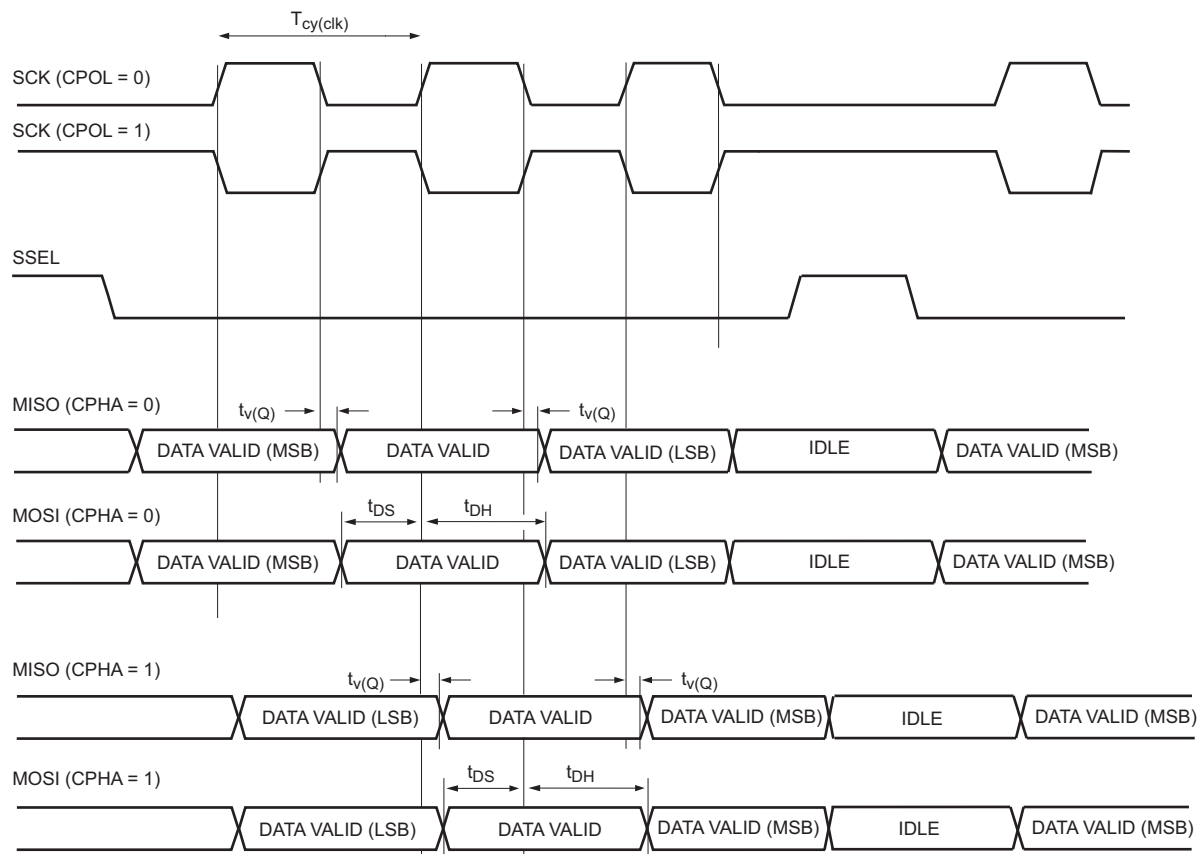 Tcy(clk)
SCK (CPOL = 0)
SCK (CPOL = 1)
SSEL
MISO (CPHA = 0)
tv(Q) tv(Q)
DATA VALID (MSB) DATA VALID DATA VALID (LSB) IDLE DATA VALID (MSB)
tDS tDH
MOSI (CPHA = 0)
DATA VALID (MSB) DATA VALID DATA VALID (LSB) IDLE DATA VALID (MSB)
MISO (CPHA = 1)
tv(Q) tv(Q)
DATA VALID (LSB) DATA VALID DATA VALID (MSB) IDLE DATA VALID (MSB)
tDS tDH
MOSI (CPHA = 1)
DATA VALID (LSB) DATA VALID DATA VALID (MSB) IDLE DATA VALID (MSB)